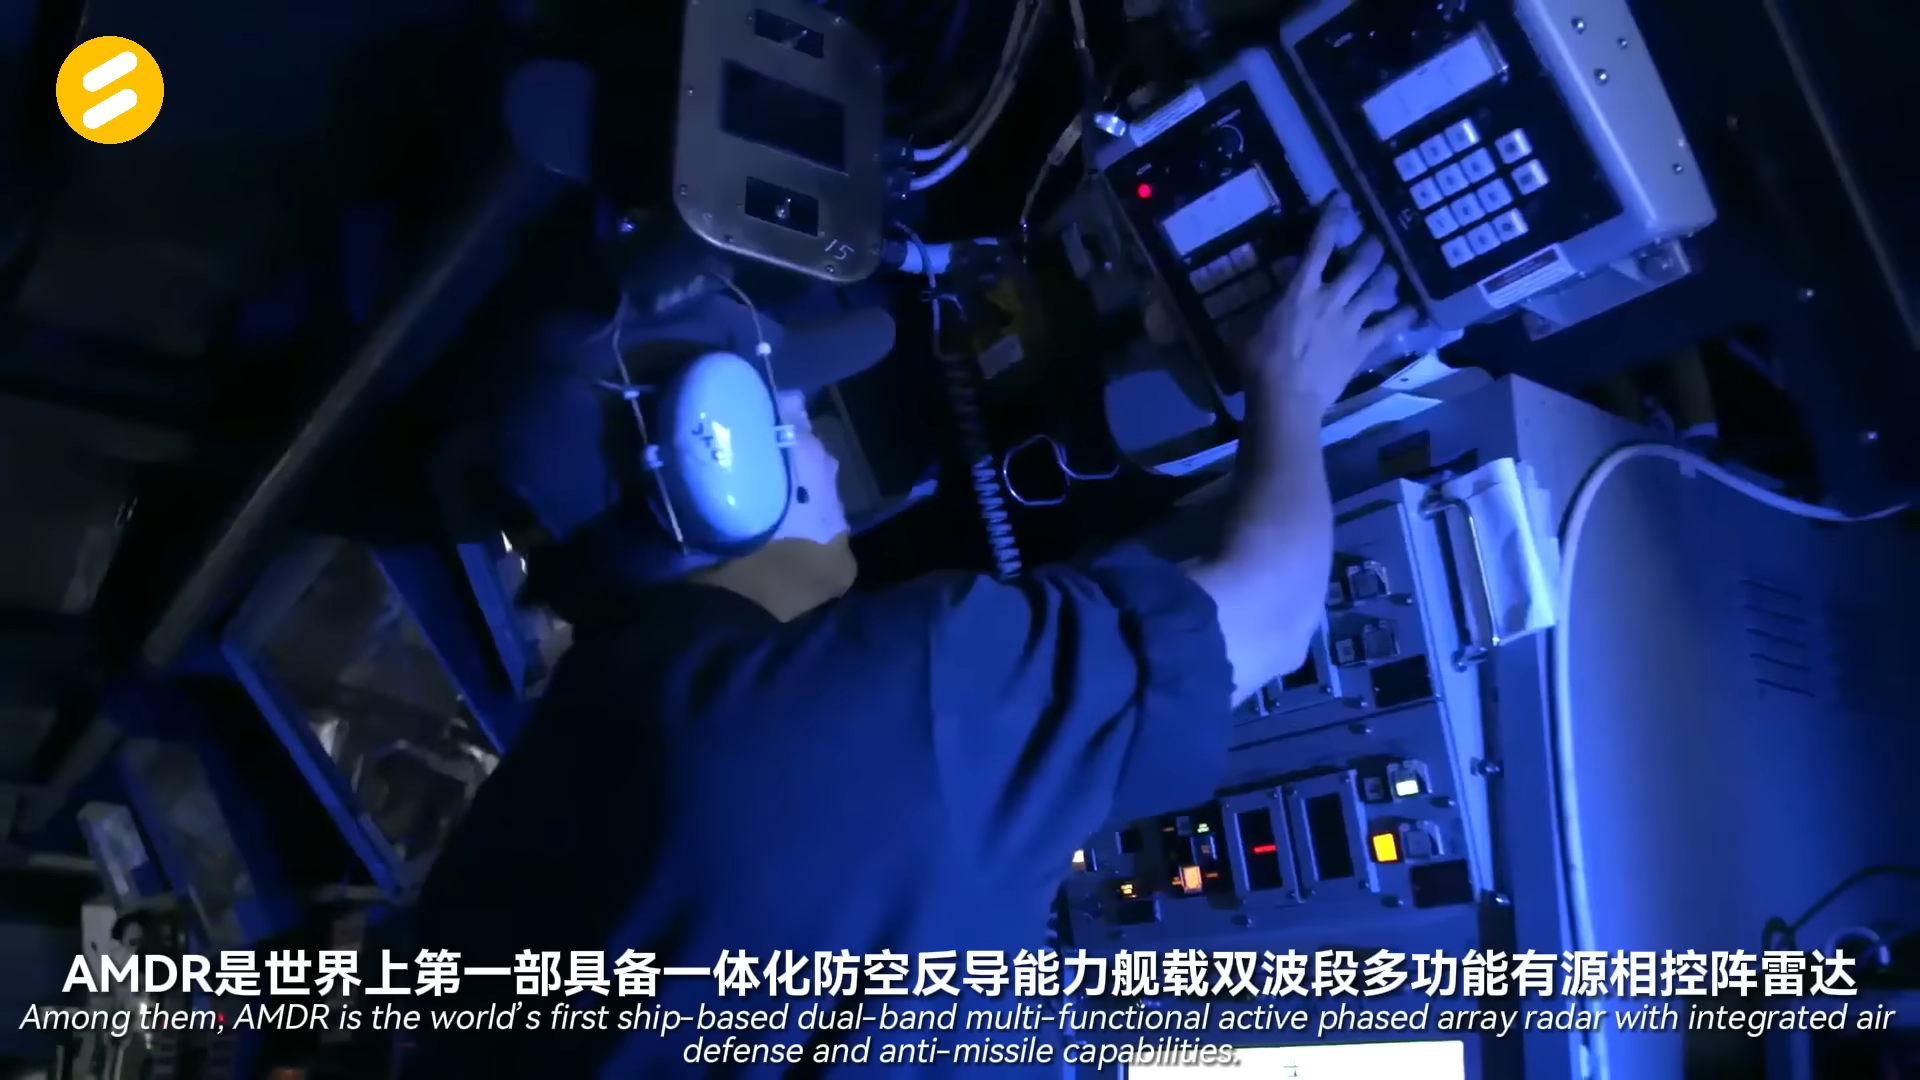 15
AMDR是世界上第一部具备一体化防空反导能力舰载双波段多功能有源相控阵雷达
Among them, AMDR is the world's first ship-based dual-band multi-functional active phased array radar with integrated air
defense and anti-missile capabilities.